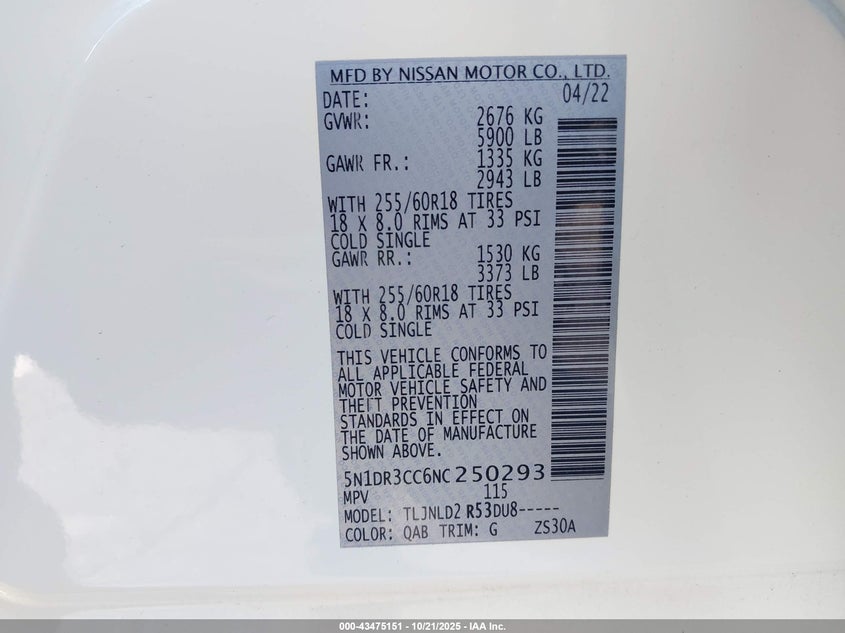 MFD BY NISSAN MOTOR CO., LTD.
DATE: 04/22
GVWR: 2676 KG
5900 LB
GAWR FR.: 1335 KG
2943 LB
WITH 255/60R18 TIRES
18 X 8.0 RIMS AT 33 PSI
COLD SINGLE
GAWR RR.: 1530 KG
3373 LB
WITH 255/60R18 TIRES
18 X 8.0 RIMS AT 33 PSI
COLD SINGLE
THIS VEHICLE CONFORMS TO
ALL APPLICABLE FEDERAL
MOTOR VEHICLE SAFETY AND
THEFT PREVENTION
STANDARDS IN EFFECT ON
THE DATE OF MANUFACTURE
SHOWN ABOVE.
5N1DR3CC6NC250293
MPV 115
MODEL: TLJNLD2 R53DU8-----
COLOR: QAB TRIM: G ZS30A
000-43475151 - 10/21/2025 - IAA Inc.